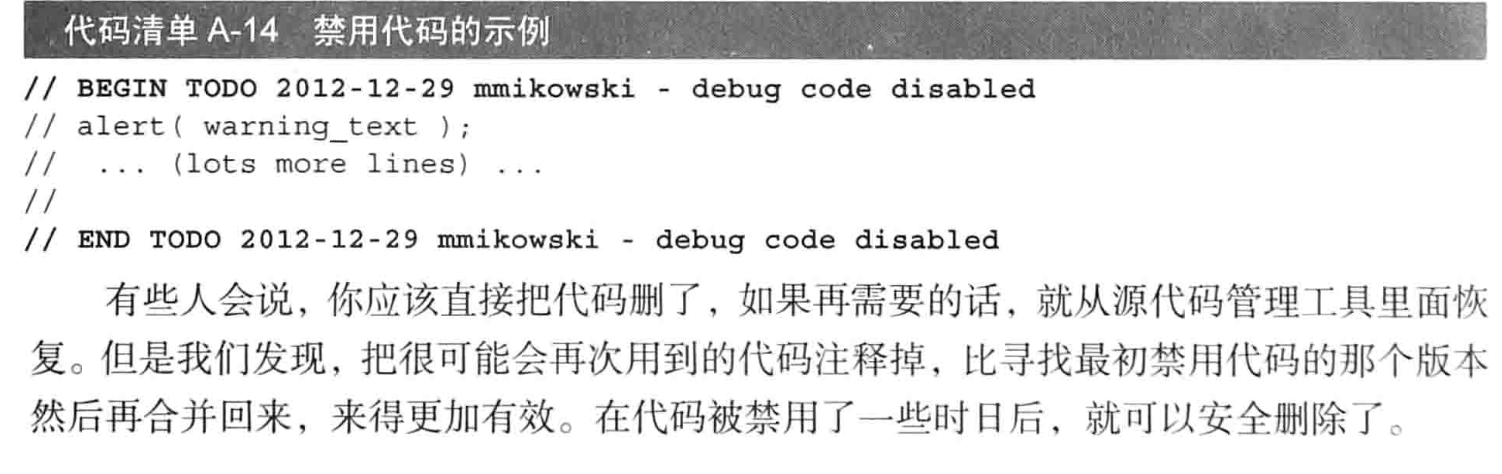 代码清单 A-14 禁用代码的示例
// BEGIN TODO 2012-12-29 mmikowski - debug code disabled
// alert( warning_text );
//  ... (lots more lines) ...
//
// END TODO 2012-12-29 mmikowski - debug code disabled
有些人会说，你应该直接把代码删了，如果再需要的话，就从源代码管理工具里面恢
复。但是我们发现，把很可能会再次用到的代码注释掉，比寻找最初禁用代码的那个版本
然后再合并回来，来得更加有效。在代码被禁用了一些时日后，就可以安全删除了。